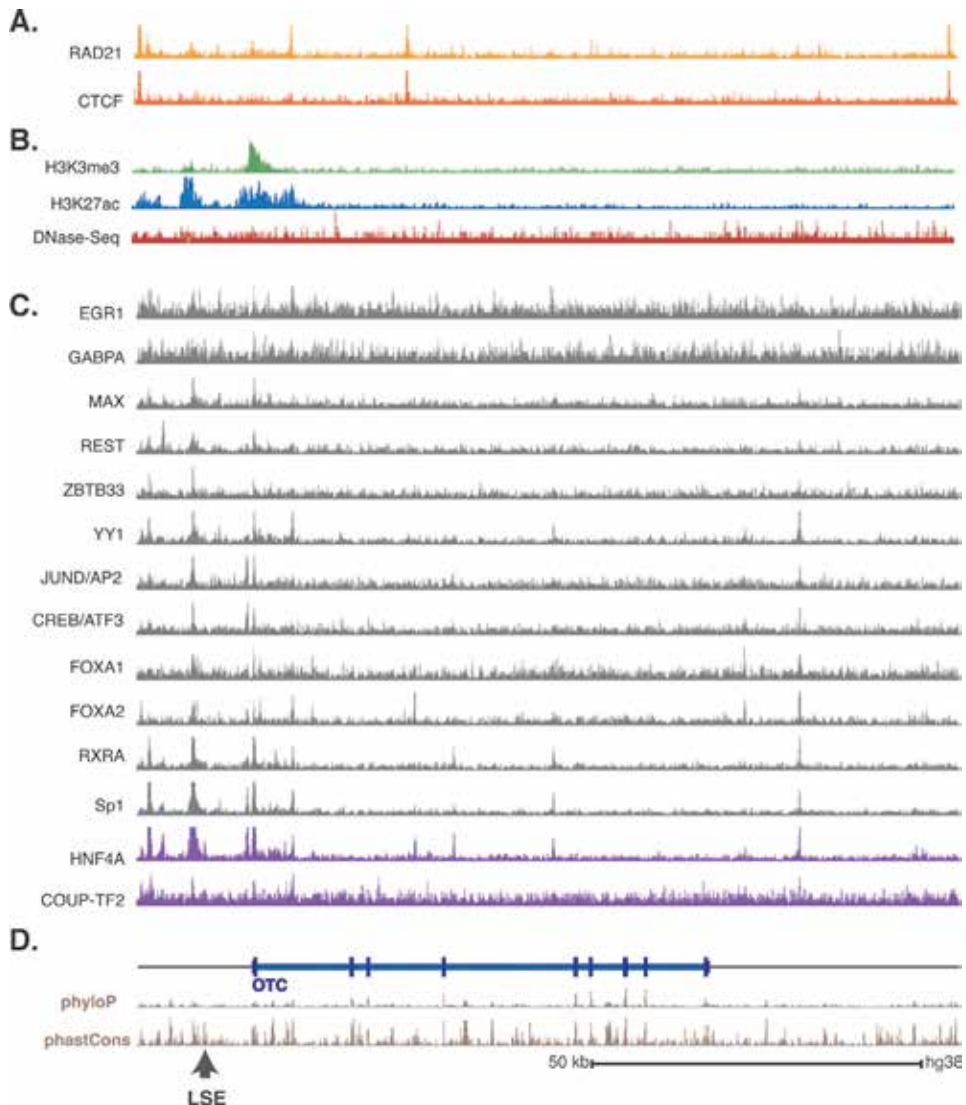 A.
RAD21
CTCF
B.
H3K3me3
H3K27ac
DNase-Seq
C.
EGR1
GABPA
MAX
REST
ZBTB33
YY1
JUND/AP2
CREB/ATF3
FOXA1
FOXA2
RXRA
Sp1
HNF4A
COUP-TF2
D.
OTC
phyloP
phastCons
50 kb hg38
LSE